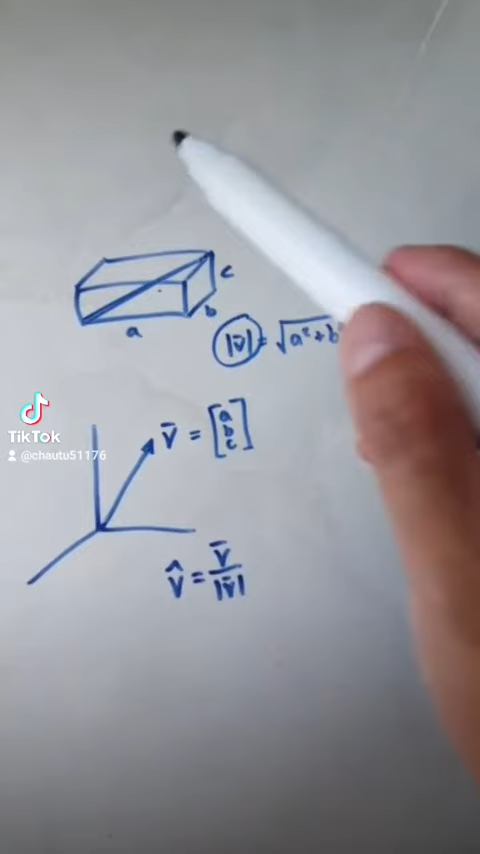 c
b
a
|v̄| = √a²+b
TikTok
@chautu51176
V̄ = [a b c]
V̂ = V̄/|V̄|